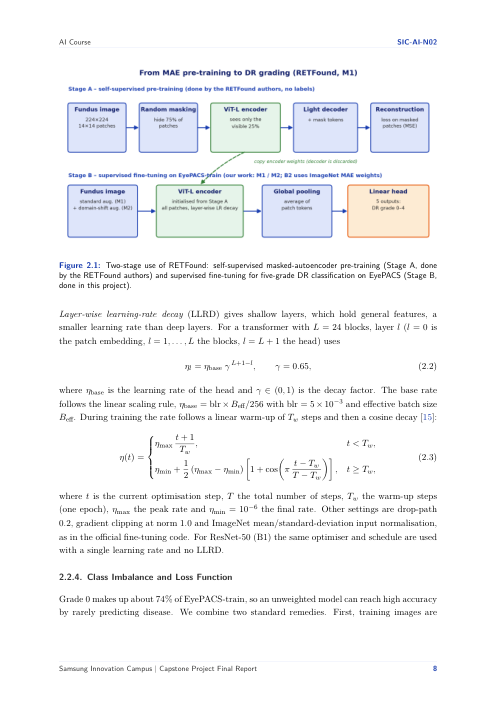 AI Course
SIC-AI-N02
From MAE pre-training to DR grading (RETFound, M1)
Stage A – self-supervised pre-training (done by the RETFound authors, no labels)
Fundus image
224×224
14×14 patches
Random masking
hide 75% of
patches
ViT-L encoder
sees only the
visible 25%
Light decoder
+ mask tokens
Reconstruction
loss on masked
patches (MSE)
copy encoder weights (decoder is discarded)
Stage B – supervised fine-tuning on EyePACS-train (our work: M1 / M2; B2 uses ImageNet MAE weights)
Fundus image
standard aug. (M1)
+ domain-shift aug. (M2)
ViT-L encoder
initialised from Stage A
all patches, layer-wise LR decay
Global pooling
average of
patch tokens
Linear head
5 outputs:
DR grade 0–4
Figure 2.1: Two-stage use of RETFound: self-supervised masked-autoencoder pre-training (Stage A, done
by the RETFound authors) and supervised fine-tuning for five-grade DR classification on EyePACS (Stage B,
done in this project).
Layer-wise learning-rate decay (LLRD) gives shallow layers, which hold general features, a
smaller learning rate than deep layers. For a transformer with L = 24 blocks, layer l (l = 0 is
the patch embedding, l = 1, . . . , L the blocks, l = L + 1 the head) uses
η_l = η_base γ^{L+1−l}, γ = 0.65, (2.2)
where η_base is the learning rate of the head and γ ∈ (0, 1) is the decay factor. The base rate
follows the linear scaling rule, η_base = blr × B_eff/256 with blr = 5 × 10^{−3} and effective batch size
B_eff. During training the rate follows a linear warm-up of T_w steps and then a cosine decay [15]:
η(t) = { η_max (t + 1)/T_w, t < T_w,
η_min + 1/2 (η_max − η_min) [1 + cos(π (t − T_w)/(T − T_w))], t ≥ T_w, (2.3)
where t is the current optimisation step, T the total number of steps, T_w the warm-up steps
(one epoch), η_max the peak rate and η_min = 10^{−6} the final rate. Other settings are drop-path
0.2, gradient clipping at norm 1.0 and ImageNet mean/standard-deviation input normalisation,
as in the official fine-tuning code. For ResNet-50 (B1) the same optimiser and schedule are used
with a single learning rate and no LLRD.
2.2.4. Class Imbalance and Loss Function
Grade 0 makes up about 74% of EyePACS-train, so an unweighted model can reach high accuracy
by rarely predicting disease. We combine two standard remedies. First, training images are
Samsung Innovation Campus | Capstone Project Final Report
8